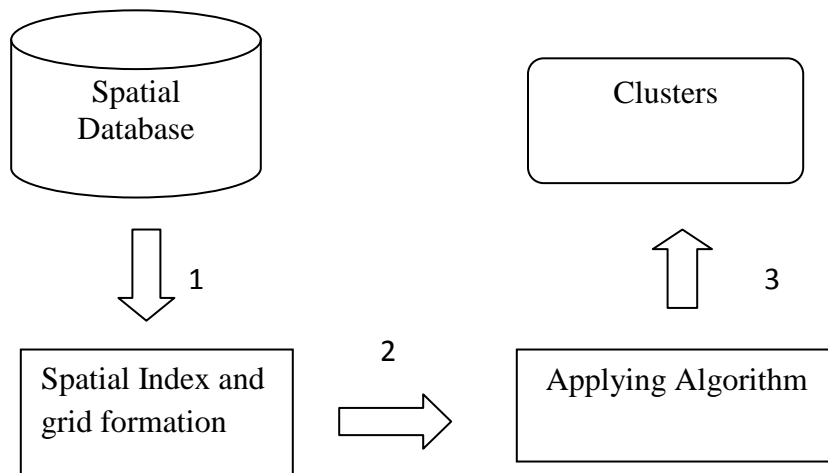 Spatial
Database
1
Spatial Index and
grid formation
2
Applying Algorithm
3
Clusters